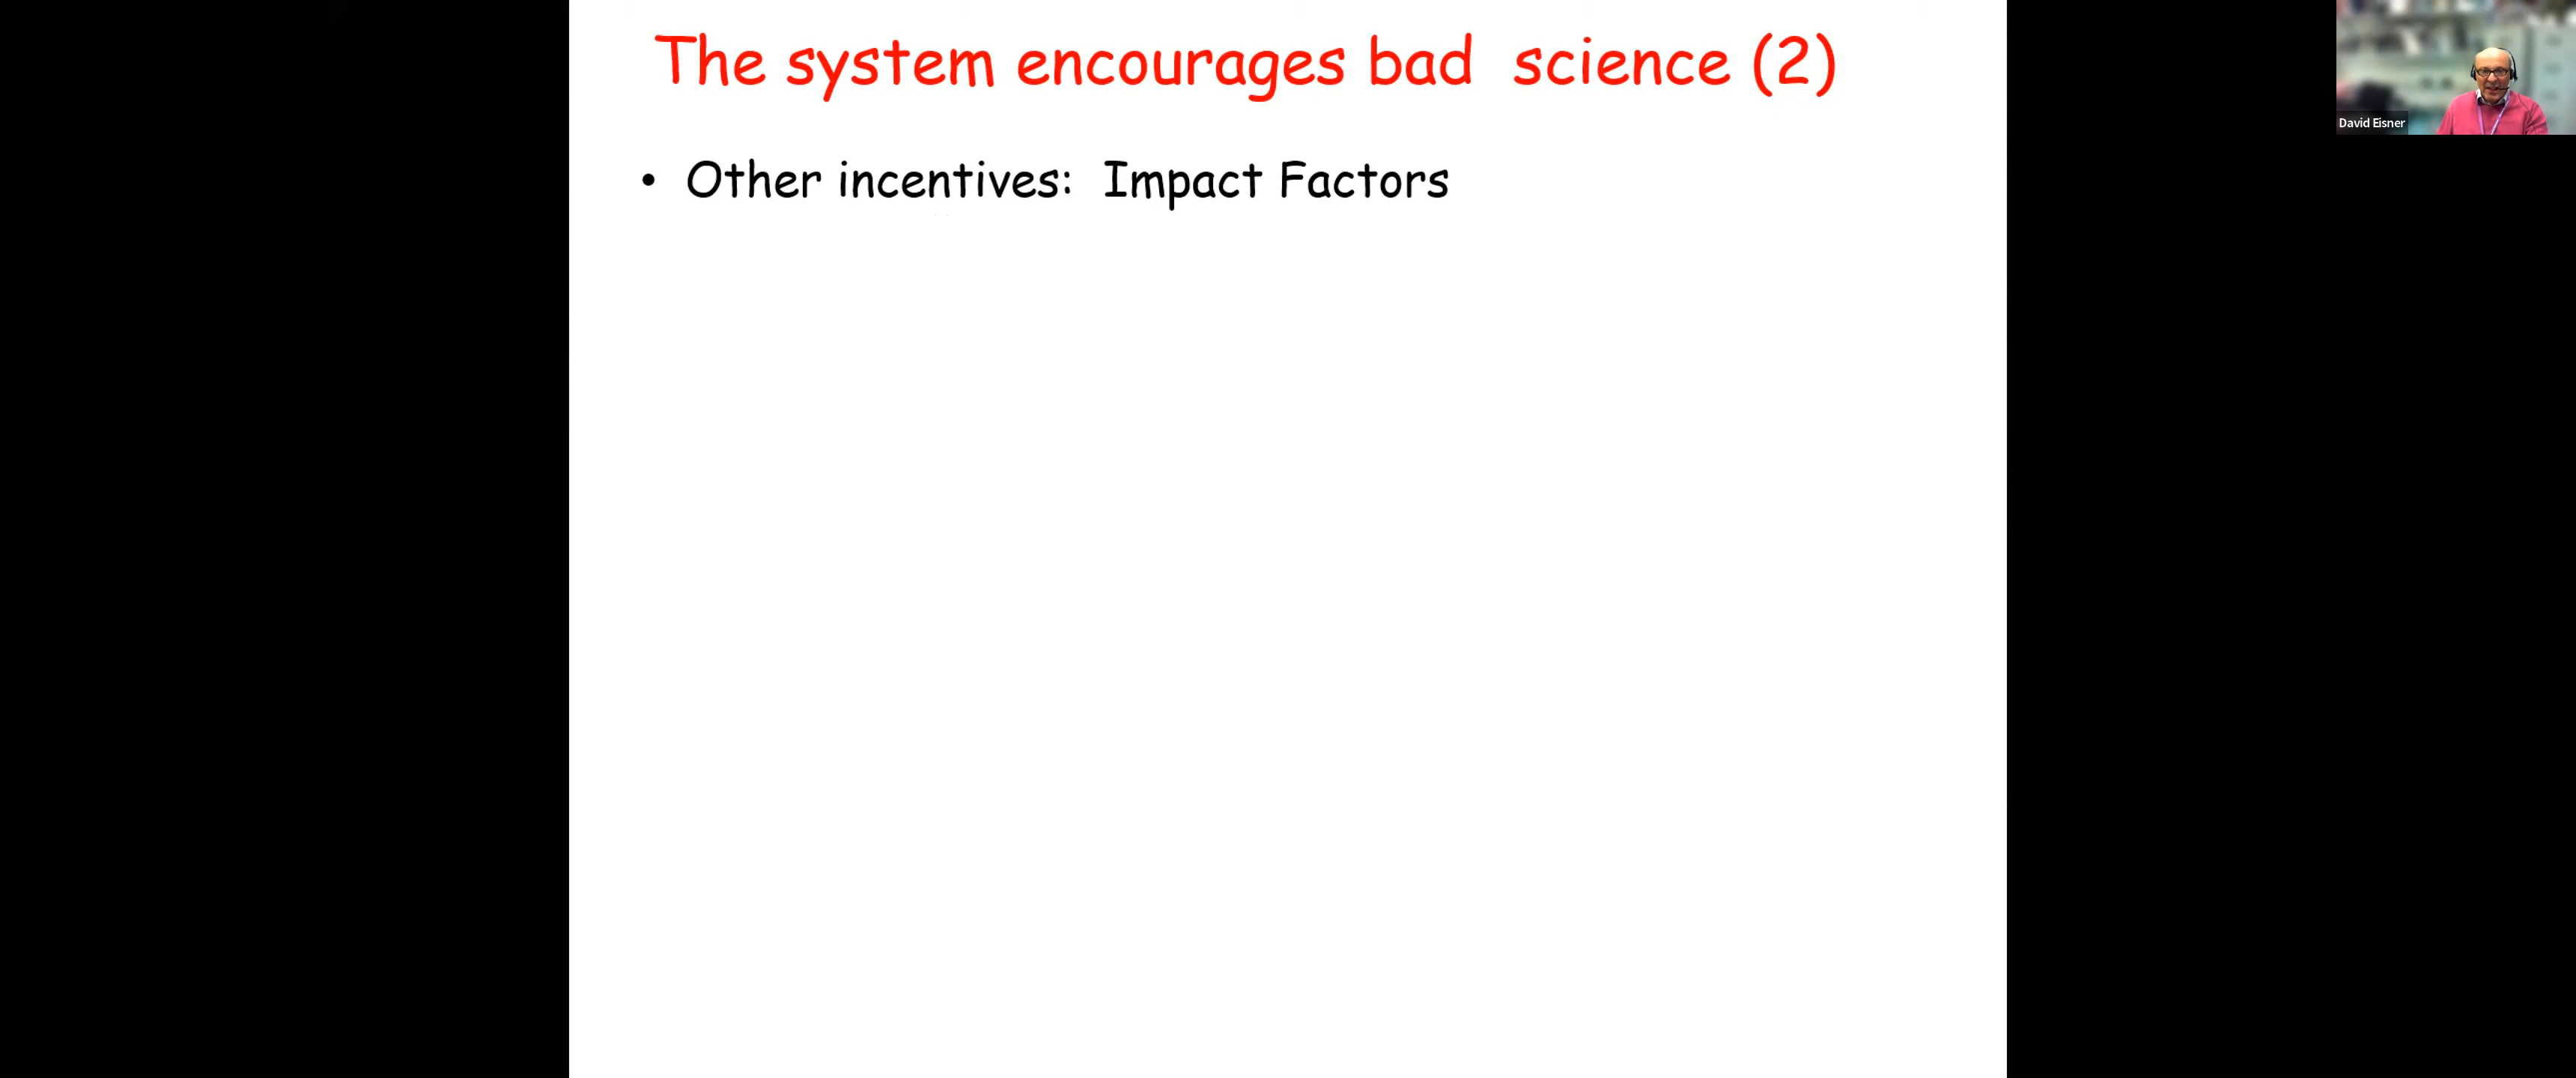 The system encourages bad science (2)
• Other incentives: Impact Factors
David Eisner